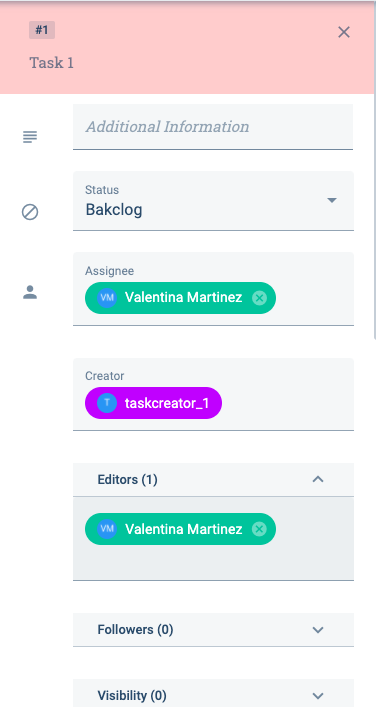 #1
Task 1
Additional Information
Status
Bakclog
Assignee
VM Valentina Martinez
Creator
T taskcreator_1
Editors (1)
VM Valentina Martinez
Followers (0)
Visibility (0)